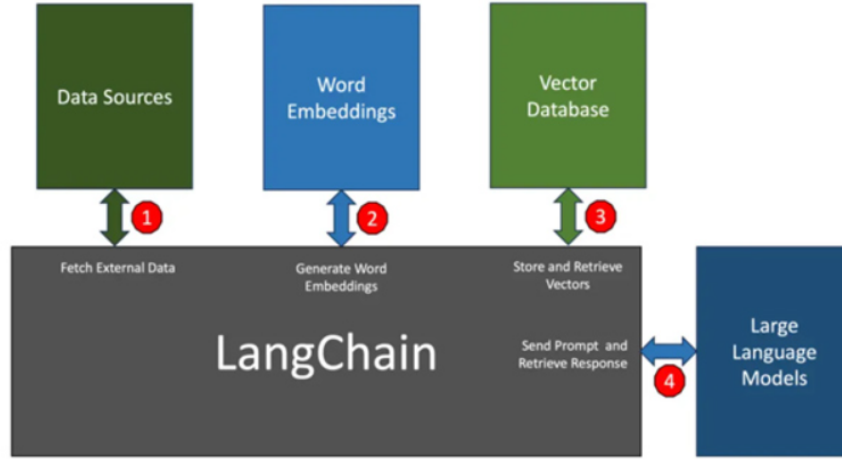 Data Sources
Word
Embeddings
Vector
Database
1
2
3
Fetch External Data
Generate Word
Embeddings
Store and Retrieve
Vectors
LangChain
Send Prompt and
Retrieve Response
4
Large
Language
Models